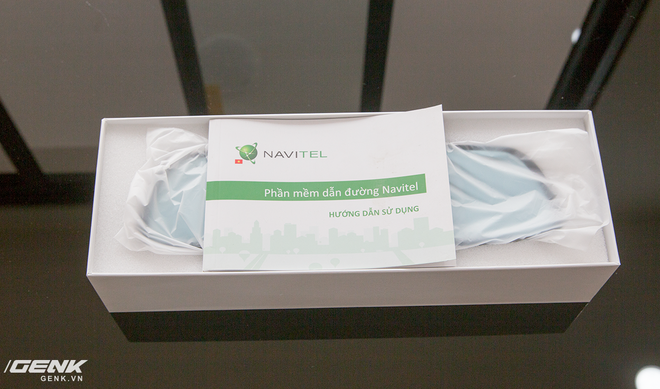 NAVITEL
Phần mềm dẫn đường Navitel
HƯỚNG DẪN SỬ DỤNG
/GENK
GENK.VN